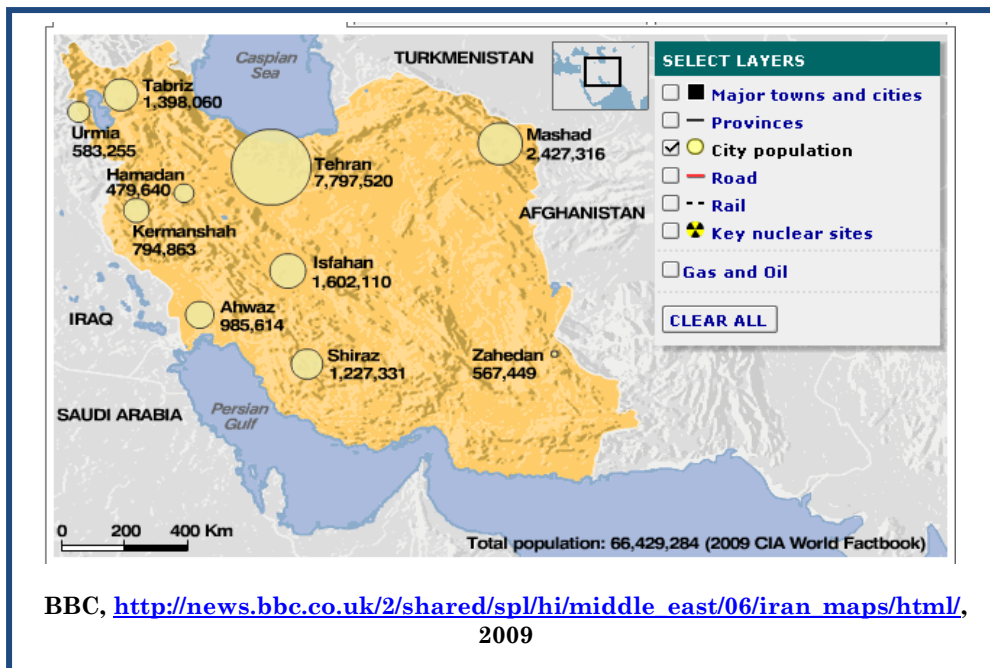 Caspian
Sea
TURKMENISTAN
Tabriz
1,398,060
Urmia
583,255
Hamadan
479,640
Kermanshah
794,863
Tehran
7,797,520
Mashad
2,427,316
AFGHANISTAN
Isfahan
1,602,110
IRAQ
Ahwaz
985,614
Shiraz
1,227,331
Zahedan
567,449
SAUDI ARABIA
Persian
Gulf
0 200 400 Km
Total population: 66,429,284 (2009 CIA World Factbook)
SELECT LAYERS
Major towns and cities
Provinces
City population
Road
Rail
Key nuclear sites
Gas and Oil
CLEAR ALL
BBC, http://news.bbc.co.uk/2/shared/spl/hi/middle_east/06/iran_maps/html/,
2009